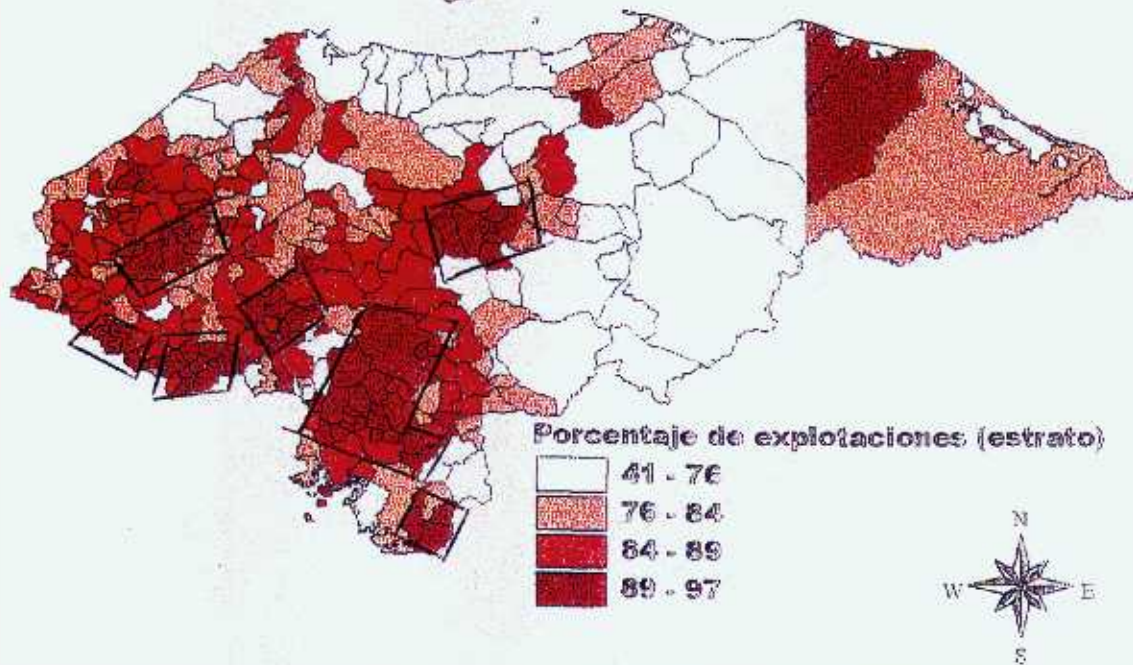 Porcentaje de explotaciones (estrato)
41 - 76
76 - 84
84 - 89
89 - 97
N
W E
S